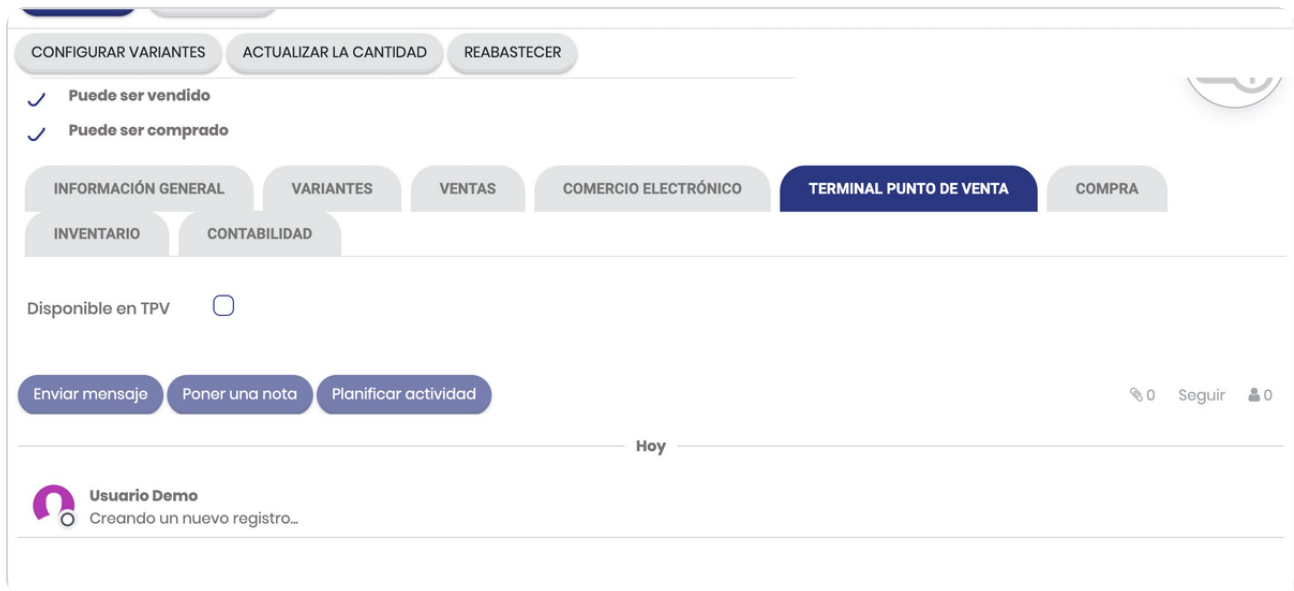 CONFIGURAR VARIANTES ACTUALIZAR LA CANTIDAD REABASTECER
Puede ser vendido
Puede ser comprado
INFORMACIÓN GENERAL VARIANTES VENTAS COMERCIO ELECTRÓNICO TERMINAL PUNTO DE VENTA COMPRA
INVENTARIO CONTABILIDAD
Disponible en TPV
Enviar mensaje Poner una nota Planificar actividad 0 Seguir 0
Hoy
Usuario Demo
Creando un nuevo registro...